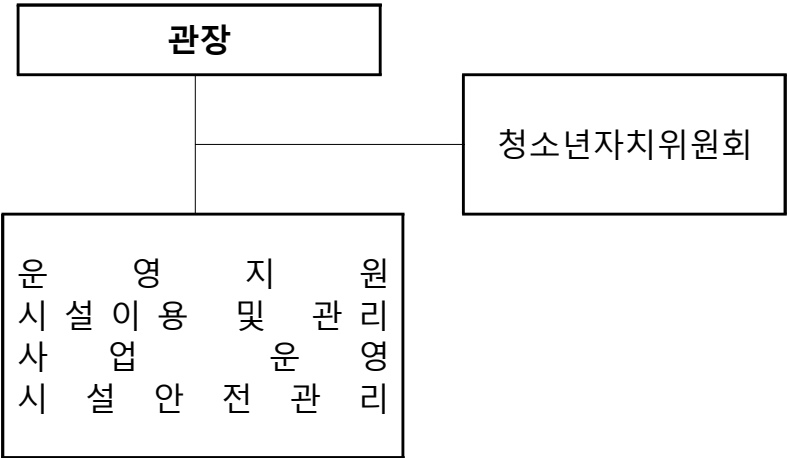 관장
청소년자치위원회
운 영 지 원
시 설 이 용 및 관 리
사 업 운 영
시 설 안 전 관 리